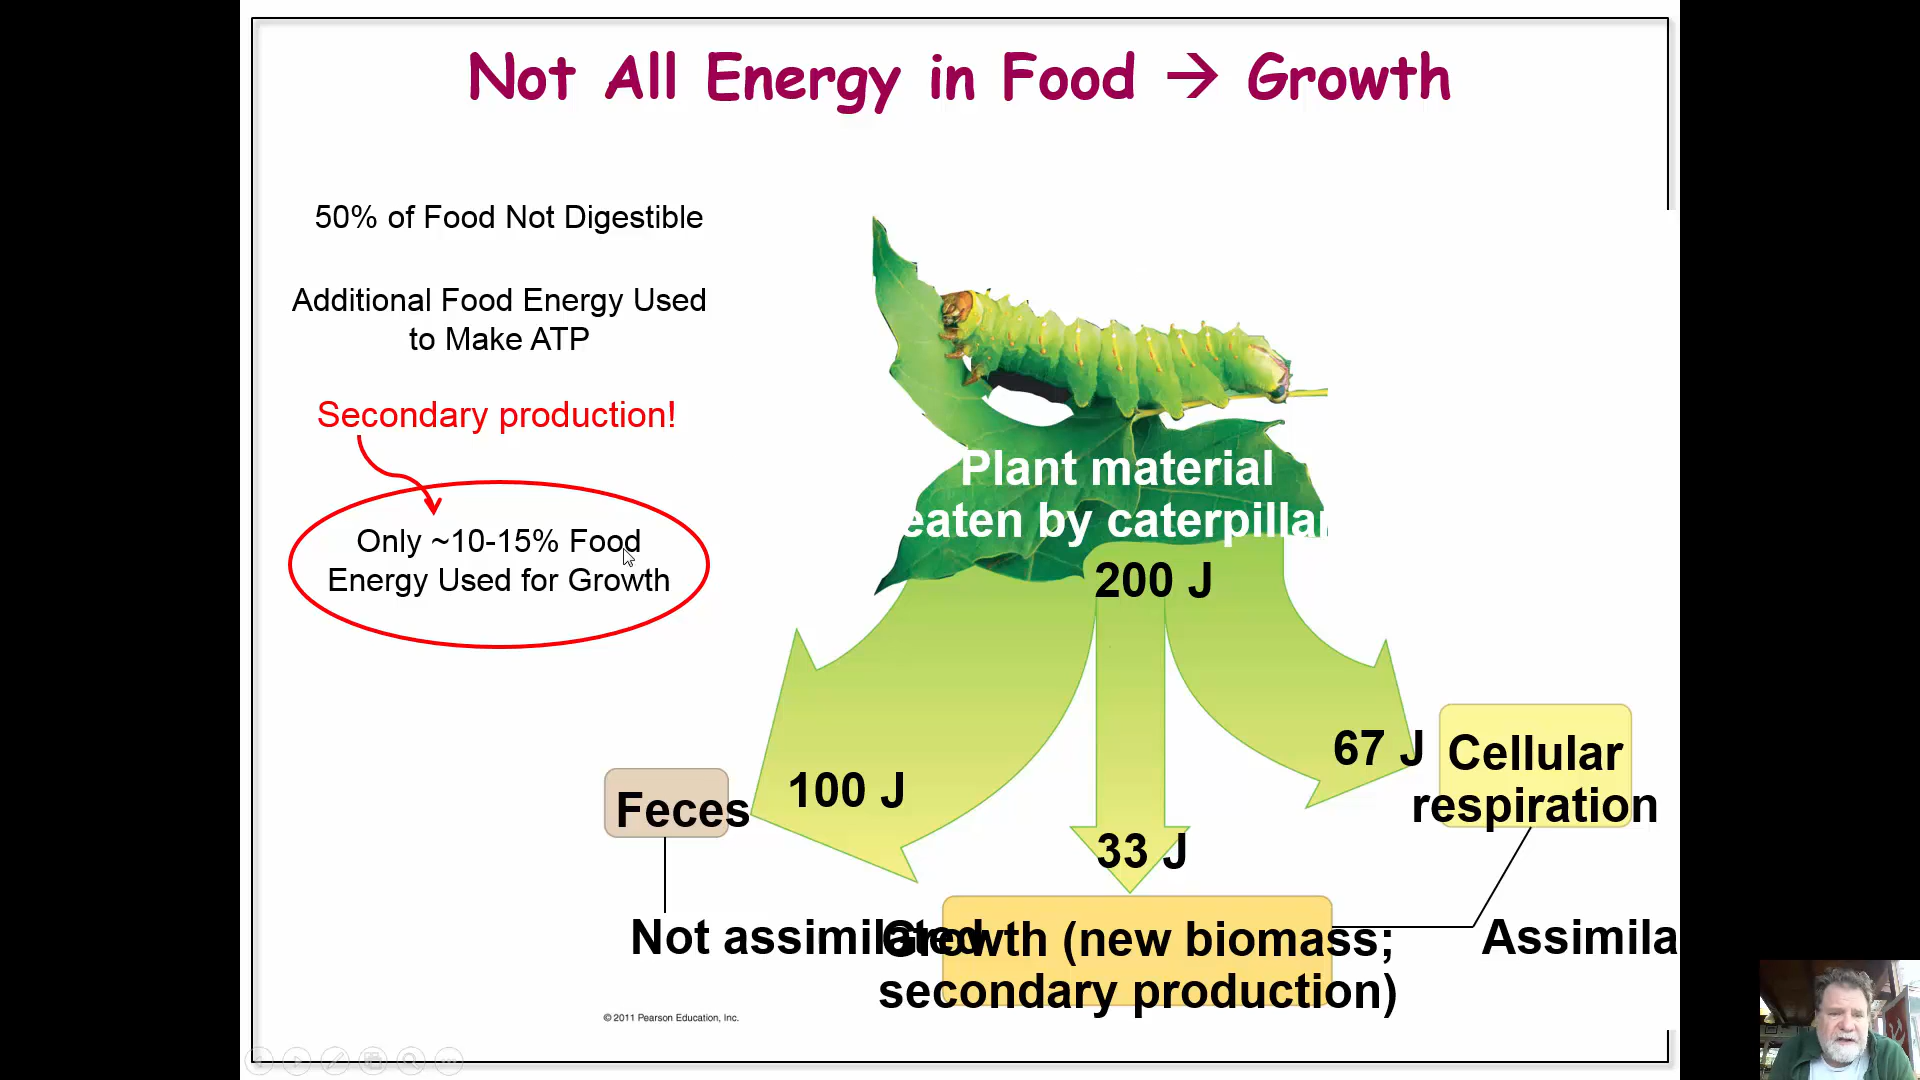 Not All Energy in Food → Growth
50% of Food Not Digestible
Additional Food Energy Used
to Make ATP
Secondary production!
Only ~10-15% Food
Energy Used for Growth
Plant material
eaten by caterpillar
200 J
100 J
67 J
33 J
Feces
Cellular
respiration
Not assimilated
Growth (new biomass;
secondary production)
Assimila
© 2011 Pearson Education, Inc.